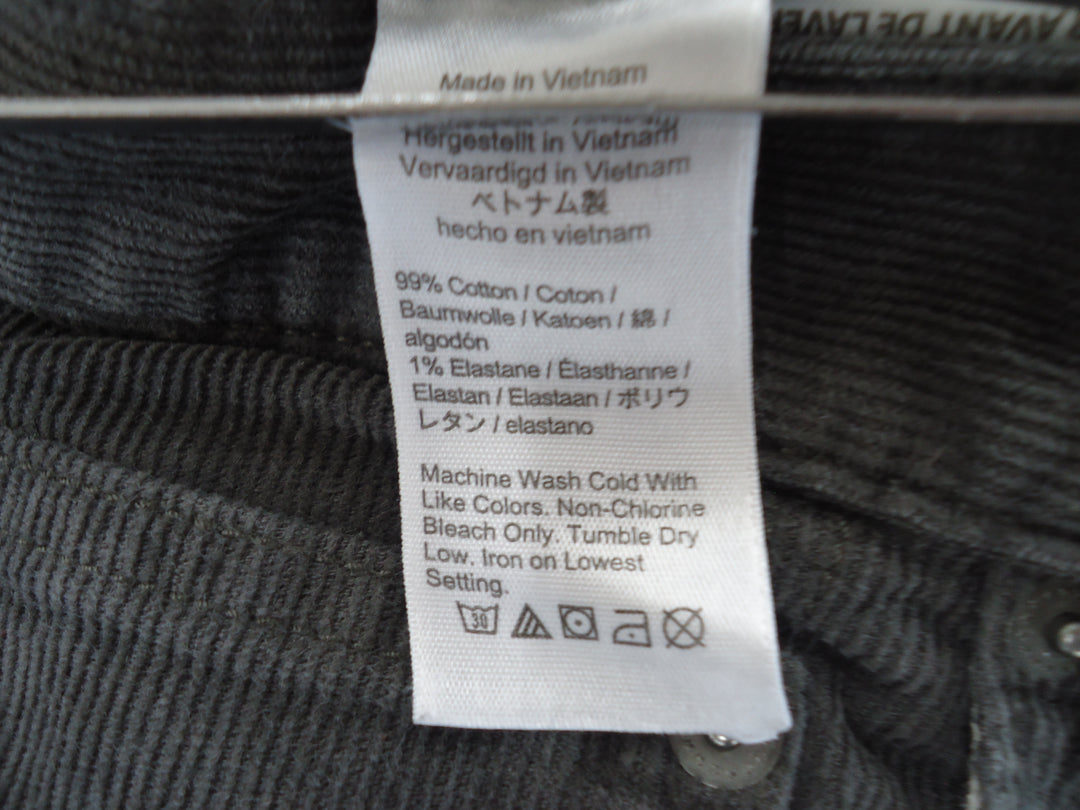 AVANT DE LAVER
Made in Vietnam
Hergestellt in Vietnam
Vervaardigd in Vietnam
ベトナム製
hecho en vietnam
99% Cotton / Coton /
Baumwolle / Katoen / 綿 /
algodón
1% Elastane / Élasthanne /
Elastan / Elastaan / ポリウ
レタン / elastano
Machine Wash Cold With
Like Colors. Non-Chlorine
Bleach Only. Tumble Dry
Low. Iron on Lowest
Setting.
30